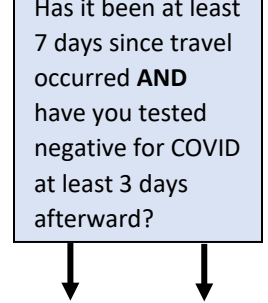 Has it been at least
7 days since travel
occurred AND
have you tested
negative for COVID
at least 3 days
afterward?